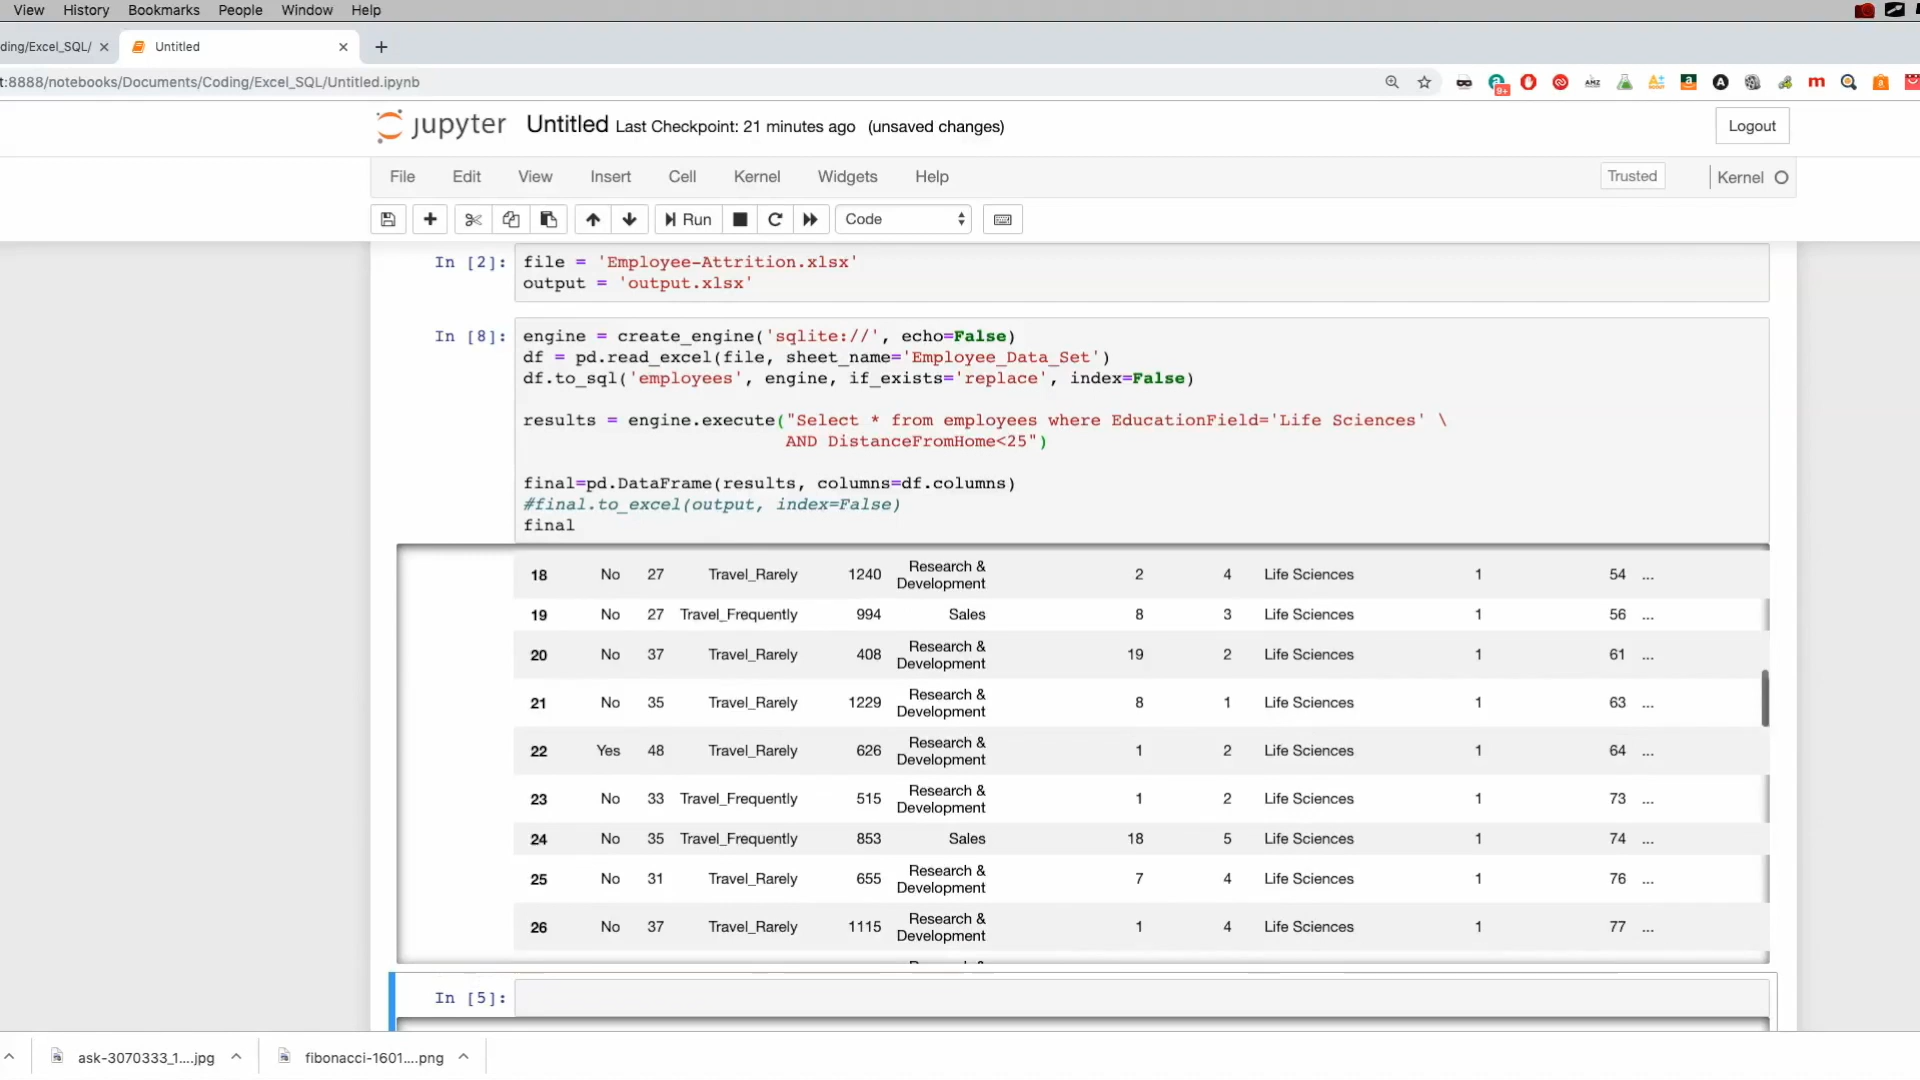 View History Bookmarks People Window Help
ding/Excel_SQL/ × Untitled × +
t:8888/notebooks/Documents/Coding/Excel_SQL/Untitled.ipynb
jupyter Untitled Last Checkpoint: 21 minutes ago (unsaved changes) Logout
File Edit View Insert Cell Kernel Widgets Help Trusted Kernel
Run Code
In [2]: file = 'Employee-Attrition.xlsx'
output = 'output.xlsx'
In [8]: engine = create_engine('sqlite://', echo=False)
df = pd.read_excel(file, sheet_name='Employee_Data_Set')
df.to_sql('employees', engine, if_exists='replace', index=False)
results = engine.execute("Select * from employees where EducationField='Life Sciences' \
AND DistanceFromHome<25")
final=pd.DataFrame(results, columns=df.columns)
#final.to_excel(output, index=False)
final
18 No 27 Travel_Rarely 1240 Research & Development 2 4 Life Sciences 1 54 ...
19 No 27 Travel_Frequently 994 Sales 8 3 Life Sciences 1 56 ...
20 No 37 Travel_Rarely 408 Research & Development 19 2 Life Sciences 1 61 ...
21 No 35 Travel_Rarely 1229 Research & Development 8 1 Life Sciences 1 63 ...
22 Yes 48 Travel_Rarely 626 Research & Development 1 2 Life Sciences 1 64 ...
23 No 33 Travel_Frequently 515 Research & Development 1 2 Life Sciences 1 73 ...
24 No 35 Travel_Frequently 853 Sales 18 5 Life Sciences 1 74 ...
25 No 31 Travel_Rarely 655 Research & Development 7 4 Life Sciences 1 76 ...
26 No 37 Travel_Rarely 1115 Research & Development 1 4 Life Sciences 1 77 ...
In [5]:
ask-3070333_1....jpg fibonacci-1601....png